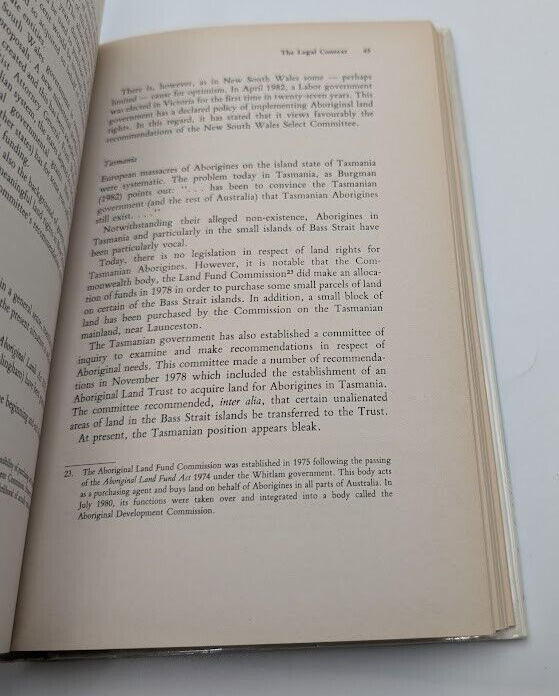 The Legal Context 45
There is, however, as in New South Wales some — perhaps
limited — cause for optimism. In April 1982, a Labor government
was elected in Victoria for the first time in twenty-seven years. This
government has a declared policy of implementing Aboriginal land
rights. In this regard, it has stated that it views favourably the
recommendations of the New South Wales Select Committee.
Tasmania
European massacres of Aborigines on the island state of Tasmania
were systematic. The problem today in Tasmania, as Burgman
(1982) points out: ". . . has been to convince the Tasmanian
government (and the rest of Australia) that Tasmanian Aborigines
still exist. . . ."
Notwithstanding their alleged non-existence, Aborigines in
Tasmania and particularly in the small islands of Bass Strait have
been particularly vocal.
Today, there is no legislation in respect of land rights for
Tasmanian Aborigines. However, it is notable that the Com-
monwealth body, the Land Fund Commission²³ did make an alloca-
tion of funds in 1978 in order to purchase some small parcels of land
on certain of the Bass Strait islands. In addition, a small block of
land has been purchased by the Commission on the Tasmanian
mainland, near Launceston.
The Tasmanian government has also established a committee of
inquiry to examine and make recommendations in respect of
Aboriginal needs. This committee made a number of recommenda-
tions in November 1978 which included the establishment of an
Aboriginal Land Trust to acquire land for Aborigines in Tasmania.
The committee recommended, inter alia, that certain unalienated
areas of land in the Bass Strait islands be transferred to the Trust.
At present, the Tasmanian position appears bleak.
23. The Aboriginal Land Fund Commission was established in 1975 following the passing
of the Aboriginal Land Fund Act 1974 under the Whitlam government. This body acts
as a purchasing agent and buys land on behalf of Aborigines in all parts of Australia. In
July 1980, its functions were taken over and integrated into a body called the
Aboriginal Development Commission.